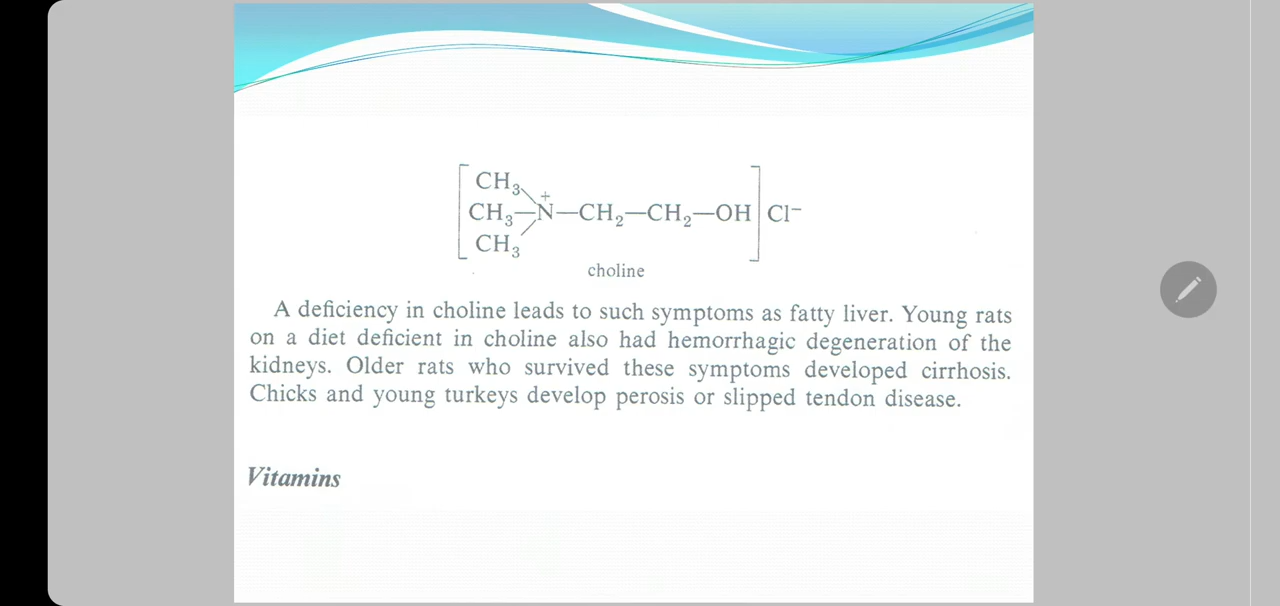 CH₃
CH₃—N⁺—CH₂—CH₂—OH Cl⁻
CH₃
choline
A deficiency in choline leads to such symptoms as fatty liver. Young rats
on a diet deficient in choline also had hemorrhagic degeneration of the
kidneys. Older rats who survived these symptoms developed cirrhosis.
Chicks and young turkeys develop perosis or slipped tendon disease.
Vitamins